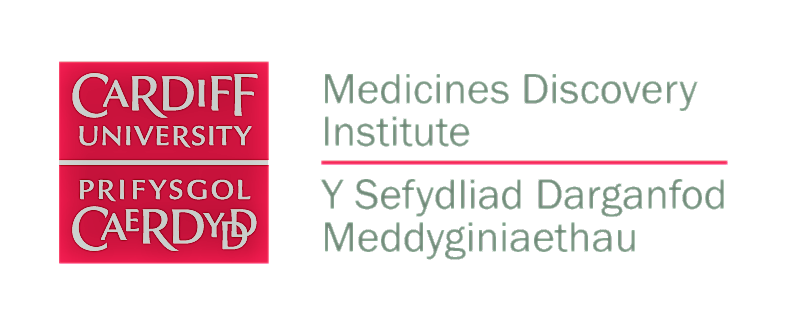 CARDIFF
UNIVERSITY
PRIFYSGOL
CAERDYDD
Medicines Discovery
Institute
Y Sefydliad Darganfod
Meddyginiaethau